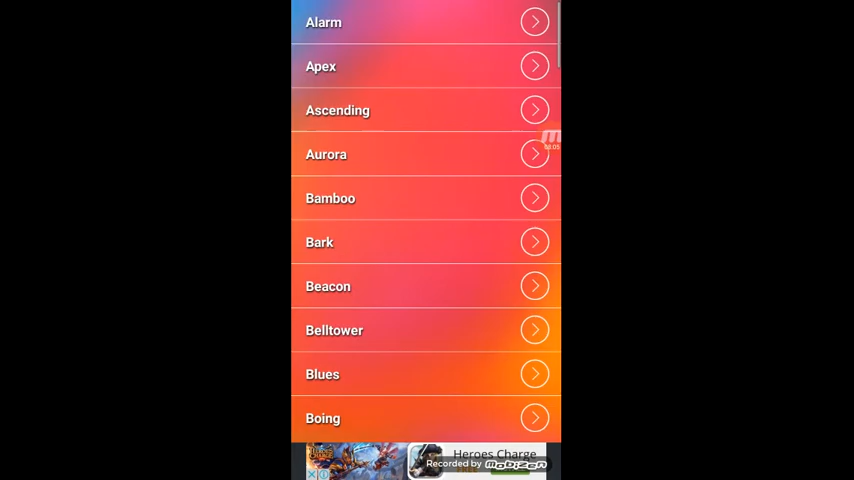 Alarm
Apex
Ascending
Aurora
Bamboo
Bark
Beacon
Belltower
Blues
Boing
Heroes Charge
Recorded by mobizen